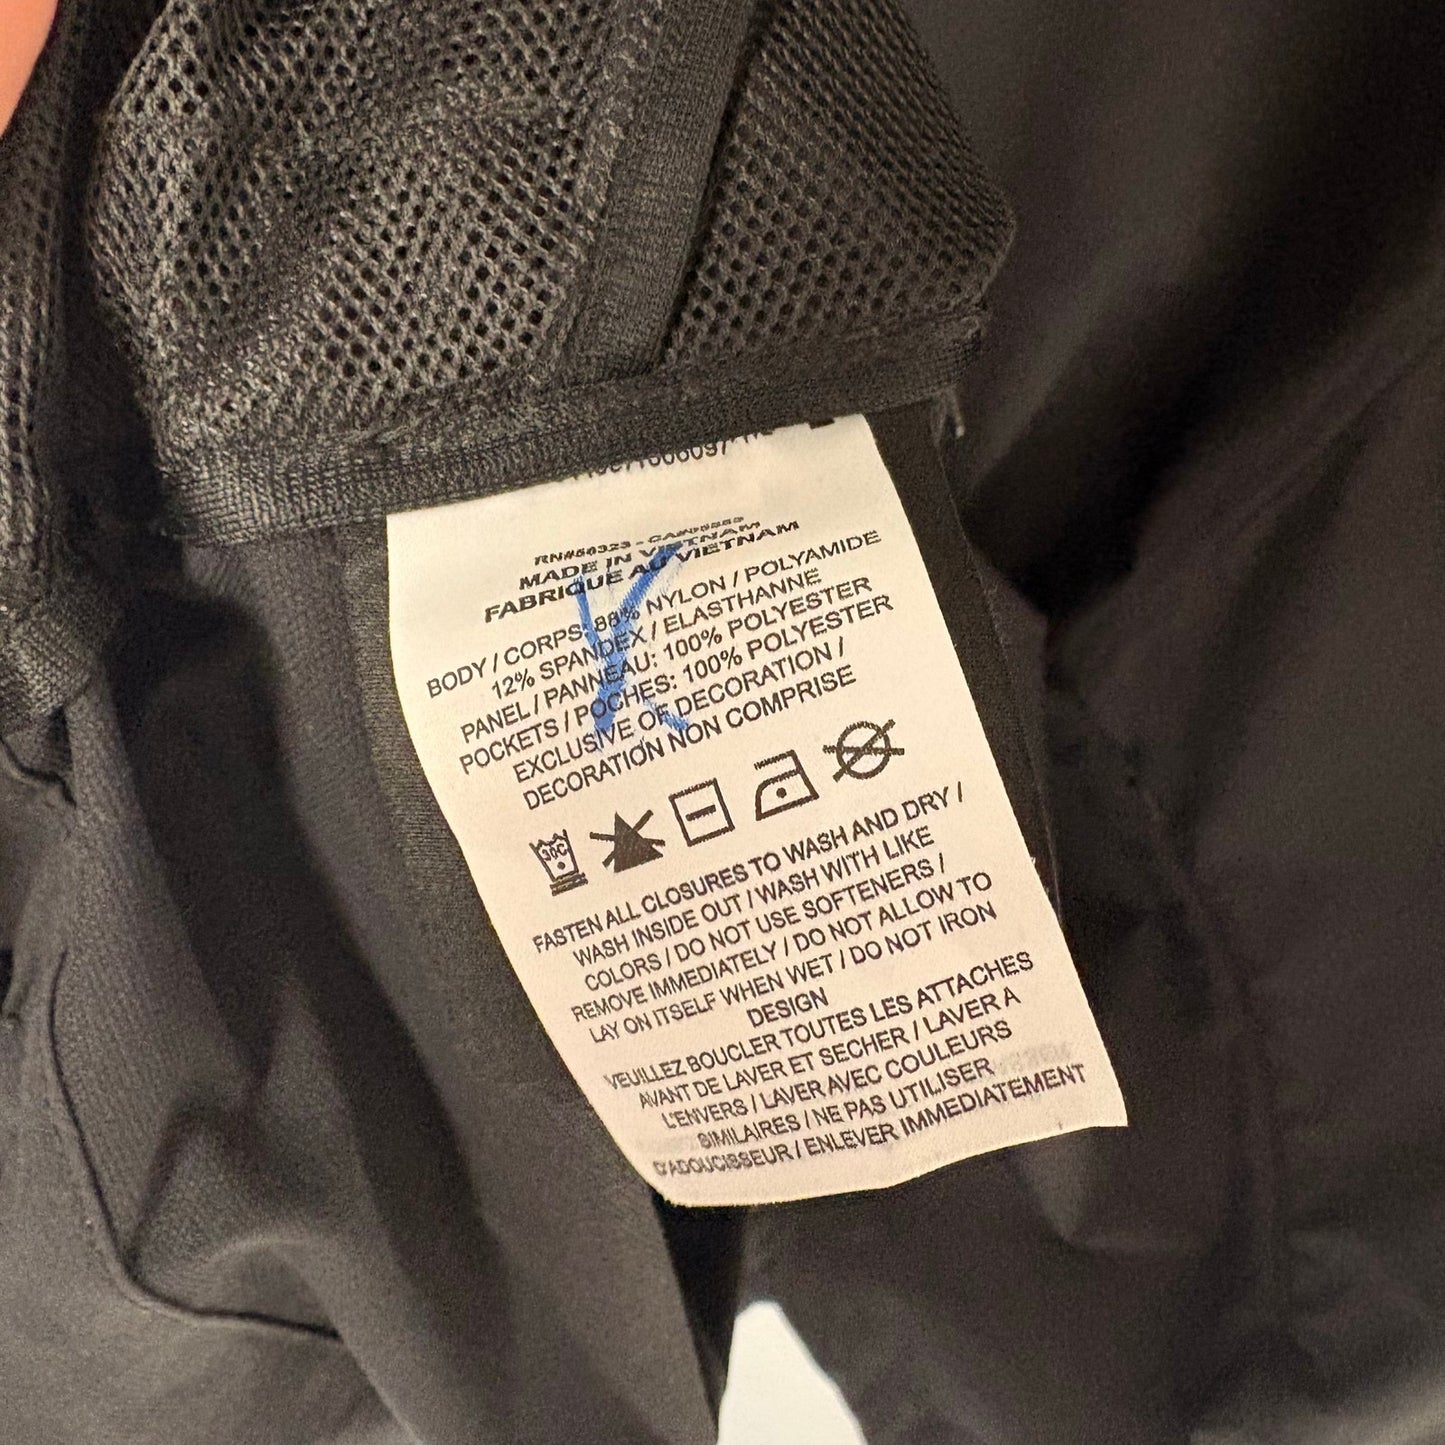 MADE IN VIETNAM
FABRIQUE AU VIETNAM
BODY / CORPS: 88% NYLON / POLYAMIDE
12% SPANDEX / ELASTHANNE
PANEL / PANNEAU: 100% POLYESTER
POCKETS / POCHES: 100% POLYESTER
EXCLUSIVE OF DECORATION /
DECORATION NON COMPRISE
30C
FASTEN ALL CLOSURES TO WASH AND DRY /
WASH INSIDE OUT / WASH WITH LIKE
COLORS / DO NOT USE SOFTENERS /
REMOVE IMMEDIATELY / DO NOT ALLOW TO
LAY ON ITSELF WHEN WET / DO NOT IRON
DESIGN
VEUILLEZ BOUCLER TOUTES LES ATTACHES
AVANT DE LAVER ET SECHER / LAVER A
L'ENVERS / LAVER AVEC COULEURS
SIMILAIRES / NE PAS UTILISER
D'ADOUCISSEUR / ENLEVER IMMEDIATEMENT